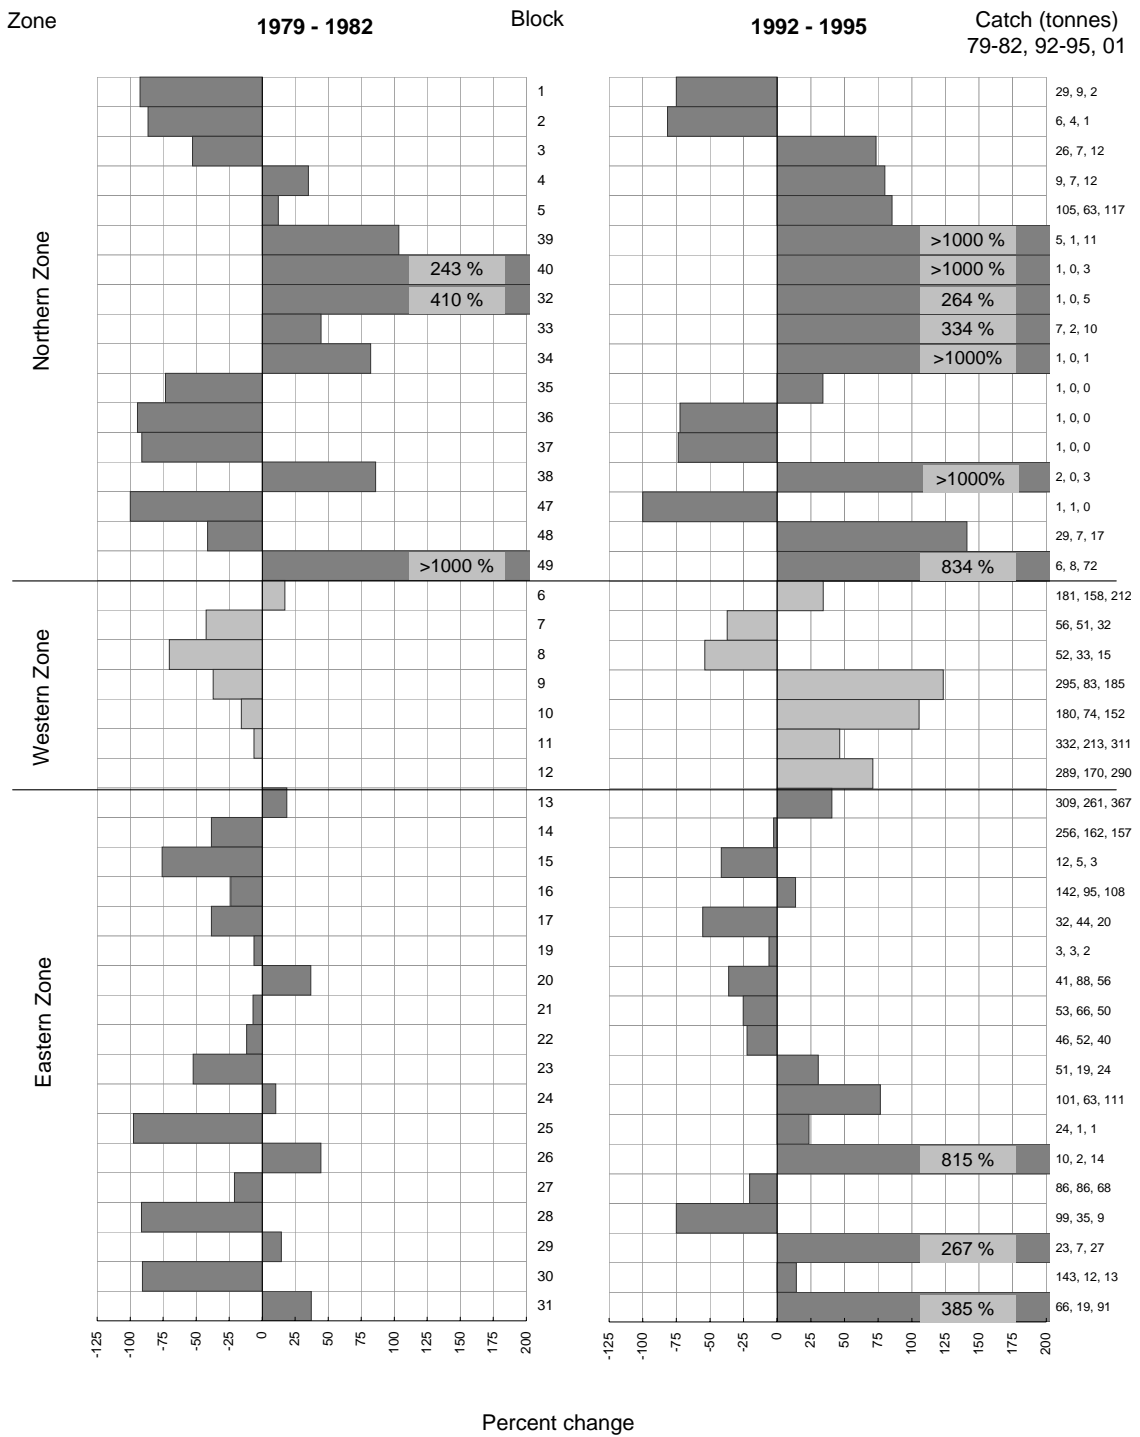 Zone 1979 - 1982 Block 1992 - 1995 Catch (tonnes)
79-82, 92-95, 01
Northern Zone
1 29, 9, 2
2 6, 4, 1
3 26, 7, 12
4 9, 7, 12
5 105, 63, 117
39 >1000 % 5, 1, 11
243 % 40 >1000 % 1, 0, 3
410 % 32 264 % 1, 0, 5
33 334 % 7, 2, 10
34 >1000% 1, 0, 1
35 1, 0, 0
36 1, 0, 0
37 1, 0, 0
38 >1000% 2, 0, 3
47 1, 1, 0
48 29, 7, 17
>1000 % 49 834 % 6, 8, 72
Western Zone
6 181, 158, 212
7 56, 51, 32
8 52, 33, 15
9 295, 83, 185
10 180, 74, 152
11 332, 213, 311
12 289, 170, 290
Eastern Zone
13 309, 261, 367
14 256, 162, 157
15 12, 5, 3
16 142, 95, 108
17 32, 44, 20
19 3, 3, 2
20 41, 88, 56
21 53, 66, 50
22 46, 52, 40
23 51, 19, 24
24 101, 63, 111
25 24, 1, 1
26 815 % 10, 2, 14
27 86, 86, 68
28 99, 35, 9
29 267 % 23, 7, 27
30 143, 12, 13
31 385 % 66, 19, 91
-125 -100 -75 -50 -25 0 25 50 75 100 125 150 175 200 -125 -100 -75 -50 -25 0 25 50 75 100 125 150 175 200
Percent change